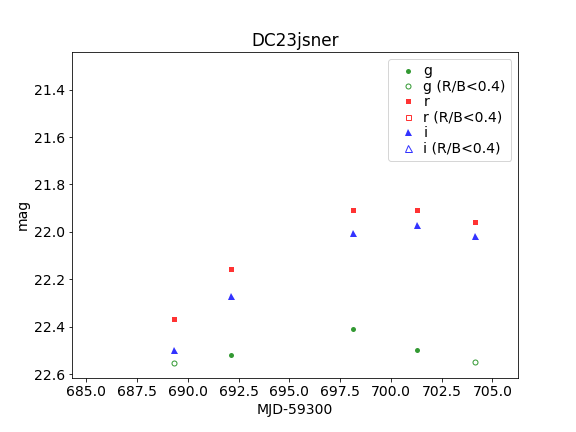 DC23jsner
g
g (R/B<0.4)
r
r (R/B<0.4)
i
i (R/B<0.4)
mag
21.4
21.6
21.8
22.0
22.2
22.4
22.6
685.0 687.5 690.0 692.5 695.0 697.5 700.0 702.5 705.0
MJD-59300